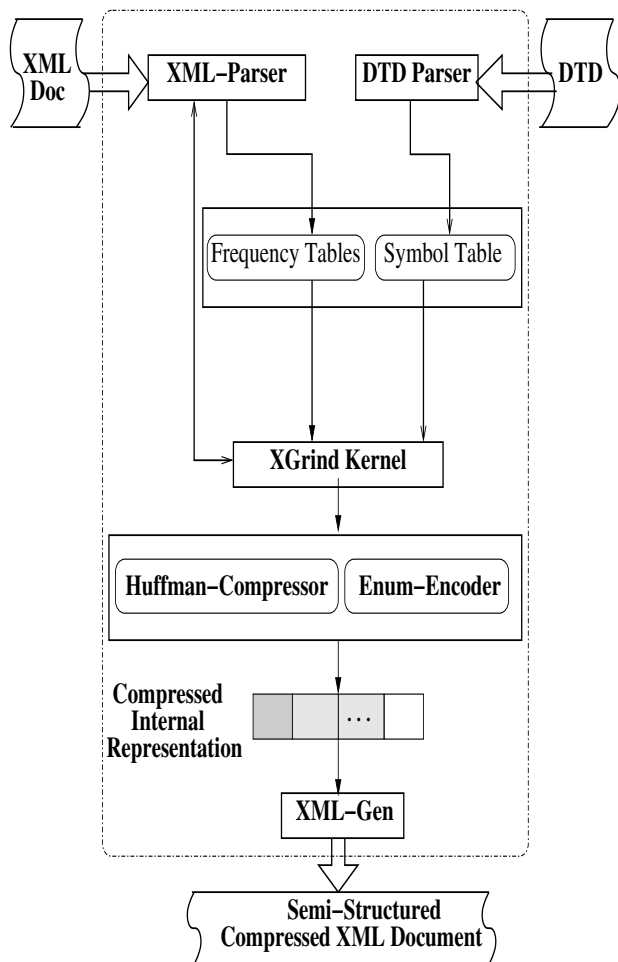 XML
Doc
XML-Parser
DTD Parser
DTD
Frequency Tables
Symbol Table
XGrind Kernel
Huffman-Compressor
Enum-Encoder
Compressed
Internal
Representation
...
XML-Gen
Semi-Structured
Compressed XML Document